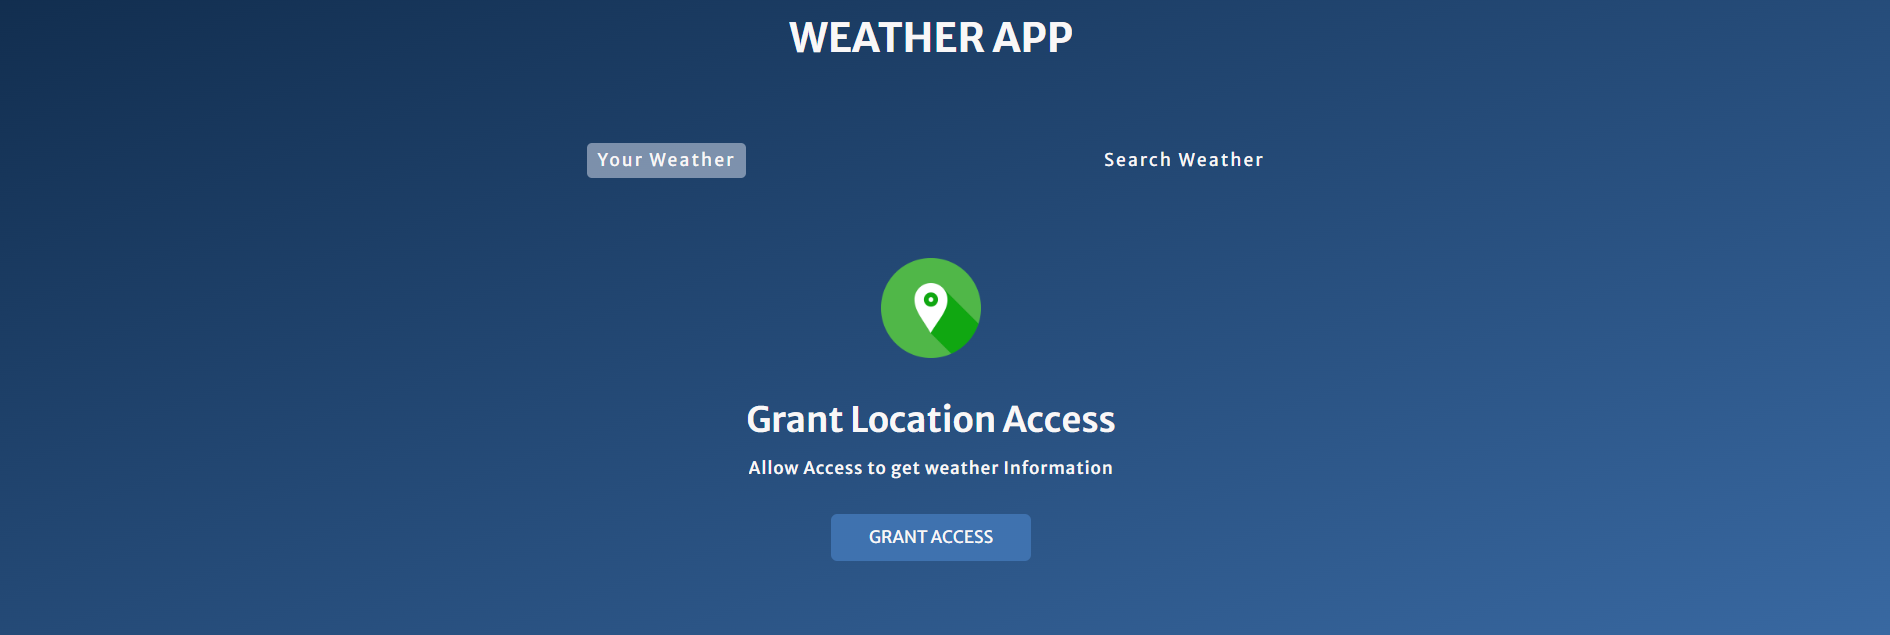 WEATHER APP
Your Weather
Search Weather
Grant Location Access
Allow Access to get weather Information
GRANT ACCESS